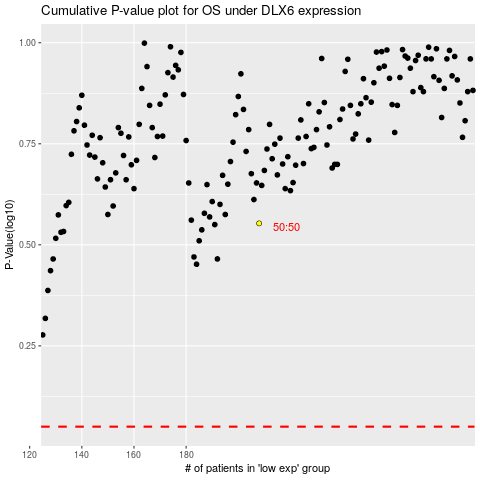 Cumulative P-value plot for OS under DLX6 expression
P-Value(log10)
1.00
0.75
0.50
0.25
50:50
120 140 160 180
# of patients in 'low exp' group